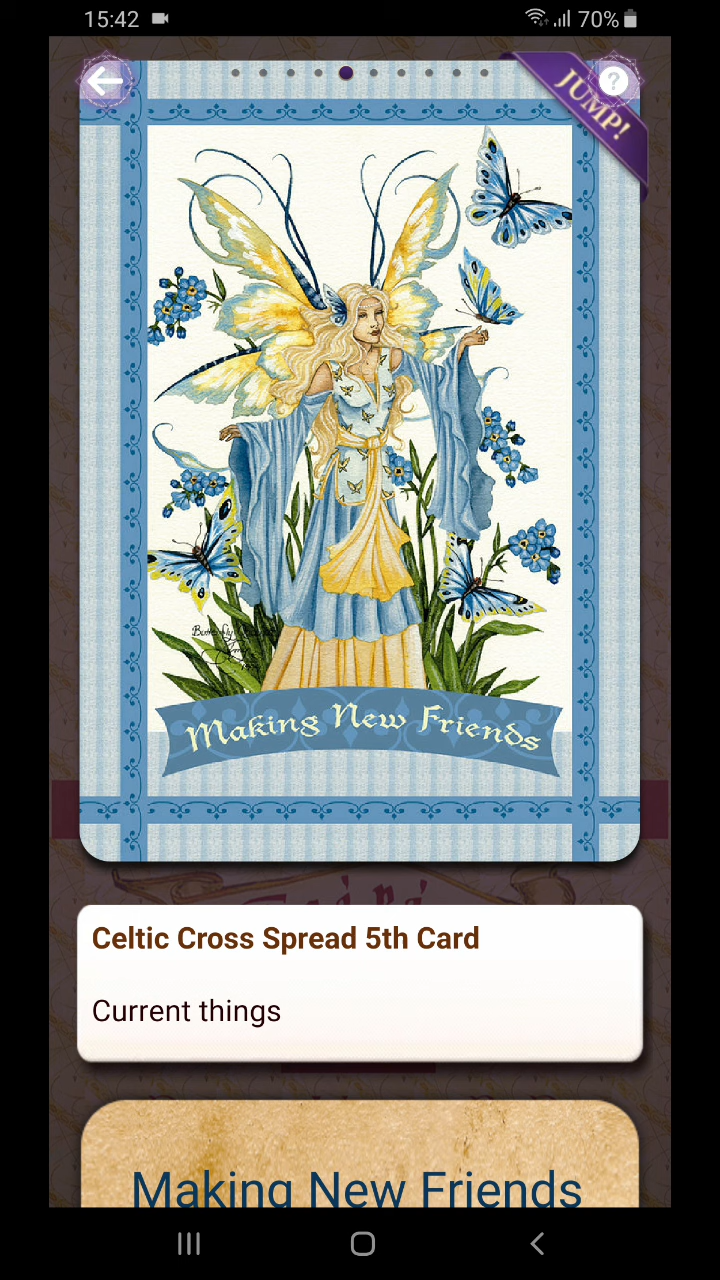 15:42
70%
?
JUMP!
Making New Friends
Celtic Cross Spread 5th Card
Current things
Making New Friends